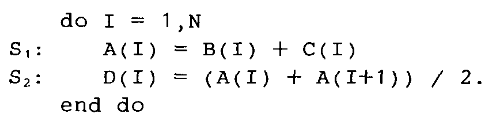 do I = 1,N
S₁: A(I) = B(I) + C(I)
S₂: D(I) = (A(I) + A(I+1)) / 2.
end do